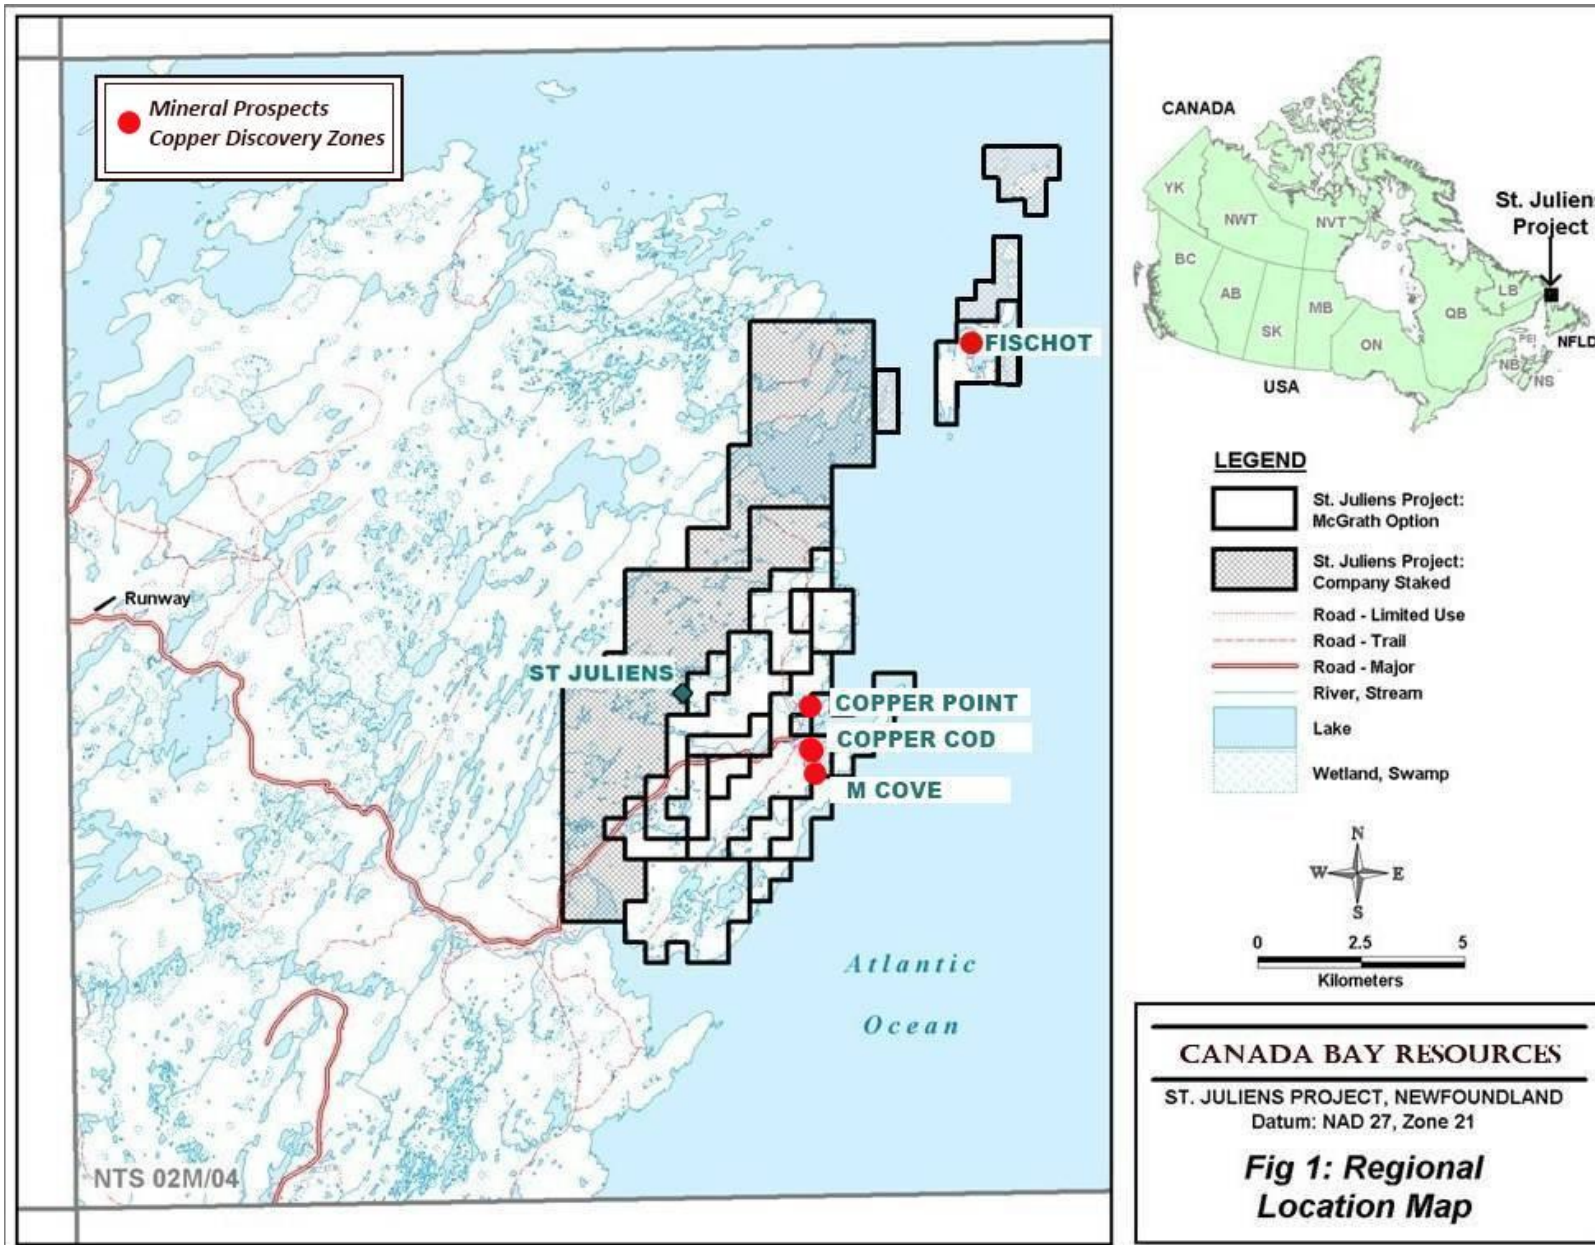 Mineral Prospects
Copper Discovery Zones
FISCHOT
Runway
ST JULIENS
COPPER POINT
COPPER COD
M COVE
Atlantic
Ocean
NTS 02M/04
CANADA
YK
NWT
NVT
BC
AB
SK
MB
ON
QB
LB
PEI
NB
NS
NFLD
USA
St. Juliens
Project
LEGEND
St. Juliens Project:
McGrath Option
St. Juliens Project:
Company Staked
Road - Limited Use
Road - Trail
Road - Major
River, Stream
Lake
Wetland, Swamp
N
W
E
S
0 2.5 5
Kilometers
CANADA BAY RESOURCES
ST. JULIENS PROJECT, NEWFOUNDLAND
Datum: NAD 27, Zone 21
Fig 1: Regional
Location Map